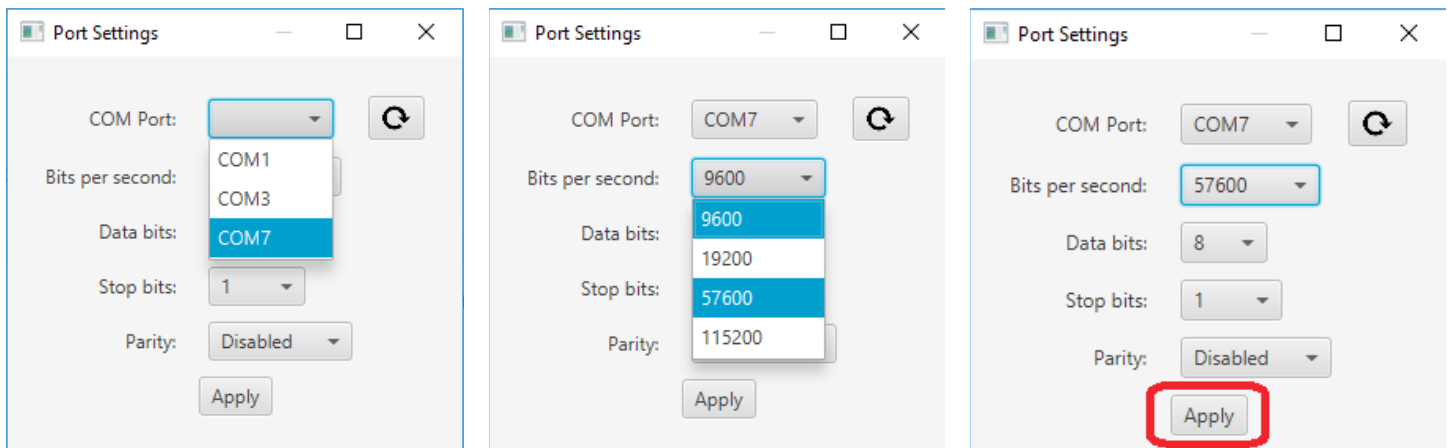 Port Settings
COM Port:
COM1
Bits per second:
COM3
Data bits:
COM7
Stop bits: 1
Parity: Disabled
Apply
Port Settings
COM Port: COM7
Bits per second: 9600
9600
Data bits:
19200
Stop bits:
57600
Parity:
115200
Apply
Port Settings
COM Port: COM7
Bits per second: 57600
Data bits: 8
Stop bits: 1
Parity: Disabled
Apply